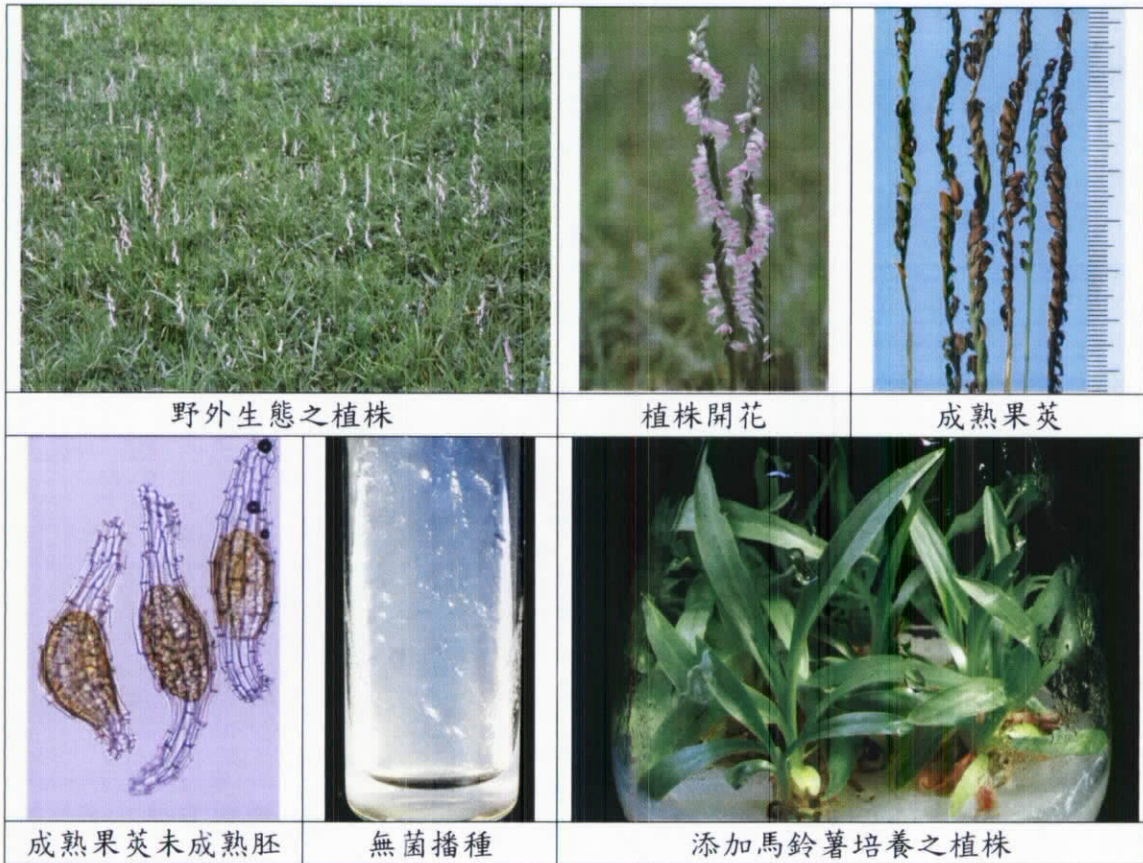 野外生態之植株
植株開花
成熟果莢
成熟果莢未成熟胚
無菌播種
添加馬鈴薯培養之植株